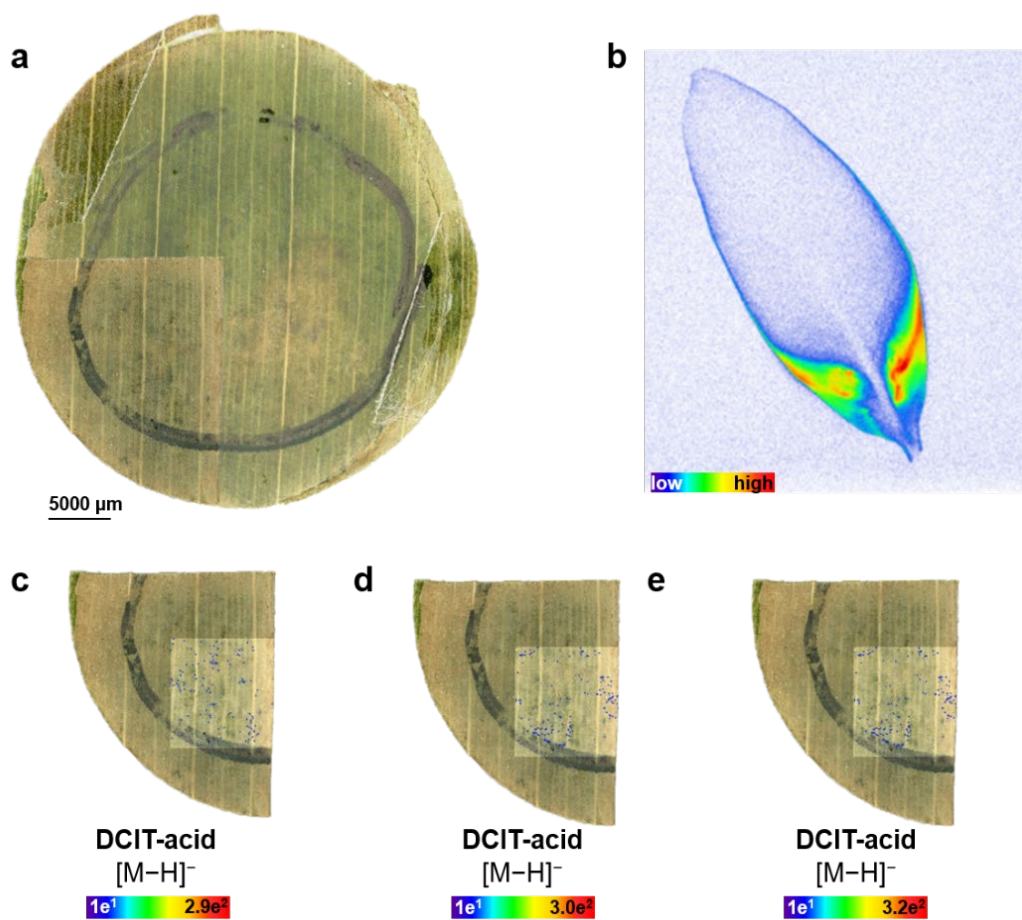 a
b
5000 µm
low high
c
d
e
DCIT-acid
[M−H]⁻
1e¹ 2.9e²
DCIT-acid
[M−H]⁻
1e¹ 3.0e²
DCIT-acid
[M−H]⁻
1e¹ 3.2e²